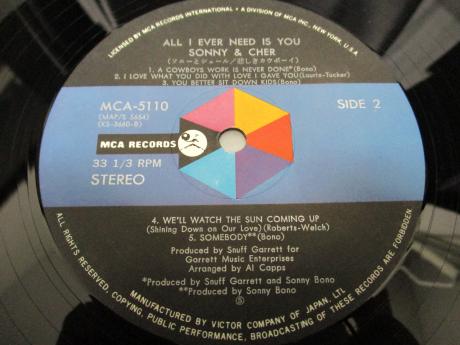 LICENSED BY MCA RECORDS INTERNATIONAL • A DIVISION OF MCA INC., NEW YORK, U.S.A.
ALL I EVER NEED IS YOU
SONNY & CHER
(ソニーとシェール/悲しきカウボーイ)
1. A COWBOYS WORK IS NEVER DONE*(Bono)
2. I LOVE WHAT YOU DID WITH LOVE I GAVE YOU(Lauris-Tucker)
3. YOU BETTER SIT DOWN KIDS(Bono)
MCA-5110
SIDE 2
(MAP/S 5664)
(XS-3660-B)
MCA RECORDS
33 1/3 RPM
STEREO
4. WE'LL WATCH THE SUN COMING UP
(Shining Down on Our Love) (Roberts-Welch)
5. SOMEBODY**(Bono)
Produced by Snuff Garrett for
Garrett Music Enterprises
Arranged by Al Capps
*Produced by Snuff Garrett and Sonny Bono
**Produced by Sonny Bono
Ⓢ
MANUFACTURED BY VICTOR COMPANY OF JAPAN, LTD.
ALL RIGHTS RESERVED, COPYING, PUBLIC PERFORMANCE, BROADCASTING OF THESE RECORDS ARE FORBIDDEN